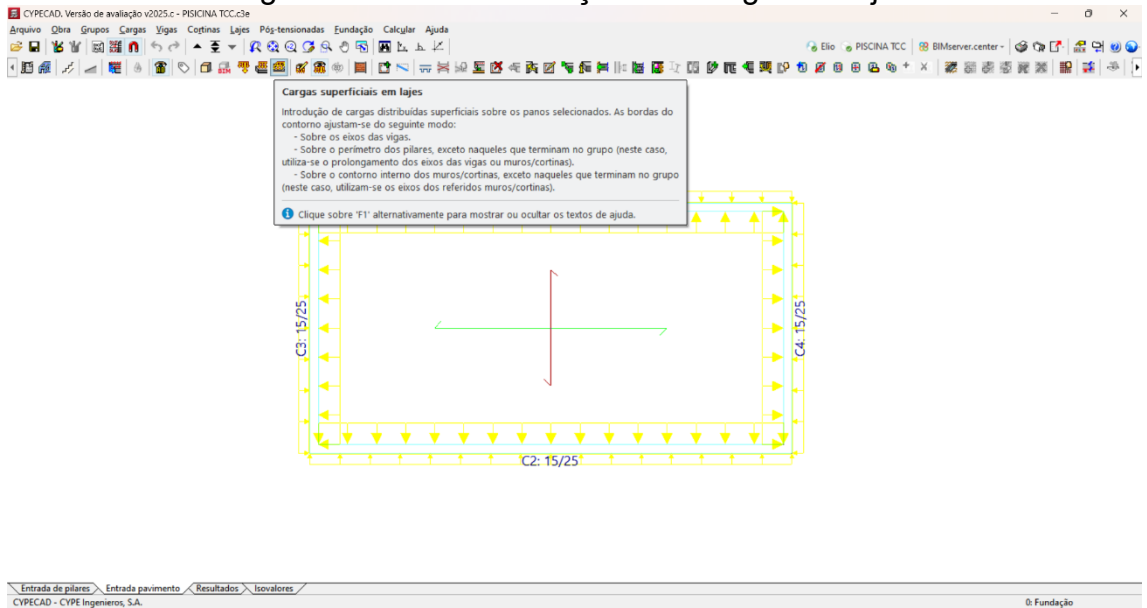 CYPECAD. Versão de avaliação v2025.c - PISICINA TCC.c3e
Arquivo Obra Grupos Cargas Vigas Cortinas Lajes Pós-tensionadas Fundação Calcular Ajuda
Elio PISCINA TCC BIMserver.center
Cargas superficiais em lajes
Introdução de cargas distribuídas superficiais sobre os panos selecionados. As bordas do
contorno ajustam-se do seguinte modo:
- Sobre os eixos das vigas.
- Sobre o perímetro dos pilares, exceto naqueles que terminam no grupo (neste caso,
utiliza-se o prolongamento dos eixos das vigas ou muros/cortinas).
- Sobre o contorno interno dos muros/cortinas, exceto naqueles que terminam no grupo
(neste caso, utilizam-se os eixos dos referidos muros/cortinas).
Clique sobre 'F1' alternativamente para mostrar ou ocultar os textos de ajuda.
C3: 15/25
C4: 15/25
C2: 15/25
Entrada de pilares Entrada pavimento Resultados Isovalores
CYPECAD - CYPE Ingenieros, S.A. 0: Fundação